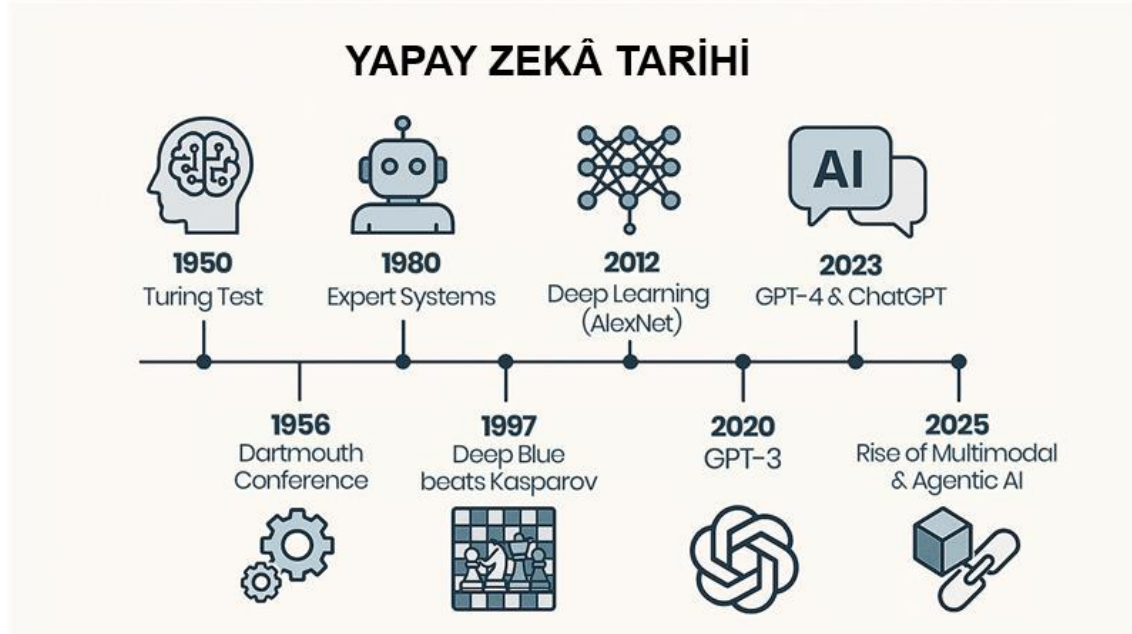 YAPAY ZEKÂ TARİHİ
AI
1950
Turing Test
1980
Expert Systems
2012
Deep Learning
(AlexNet)
2023
GPT-4 & ChatGPT
1956
Dartmouth
Conference
1997
Deep Blue
beats Kasparov
2020
GPT-3
2025
Rise of Multimodal
& Agentic AI